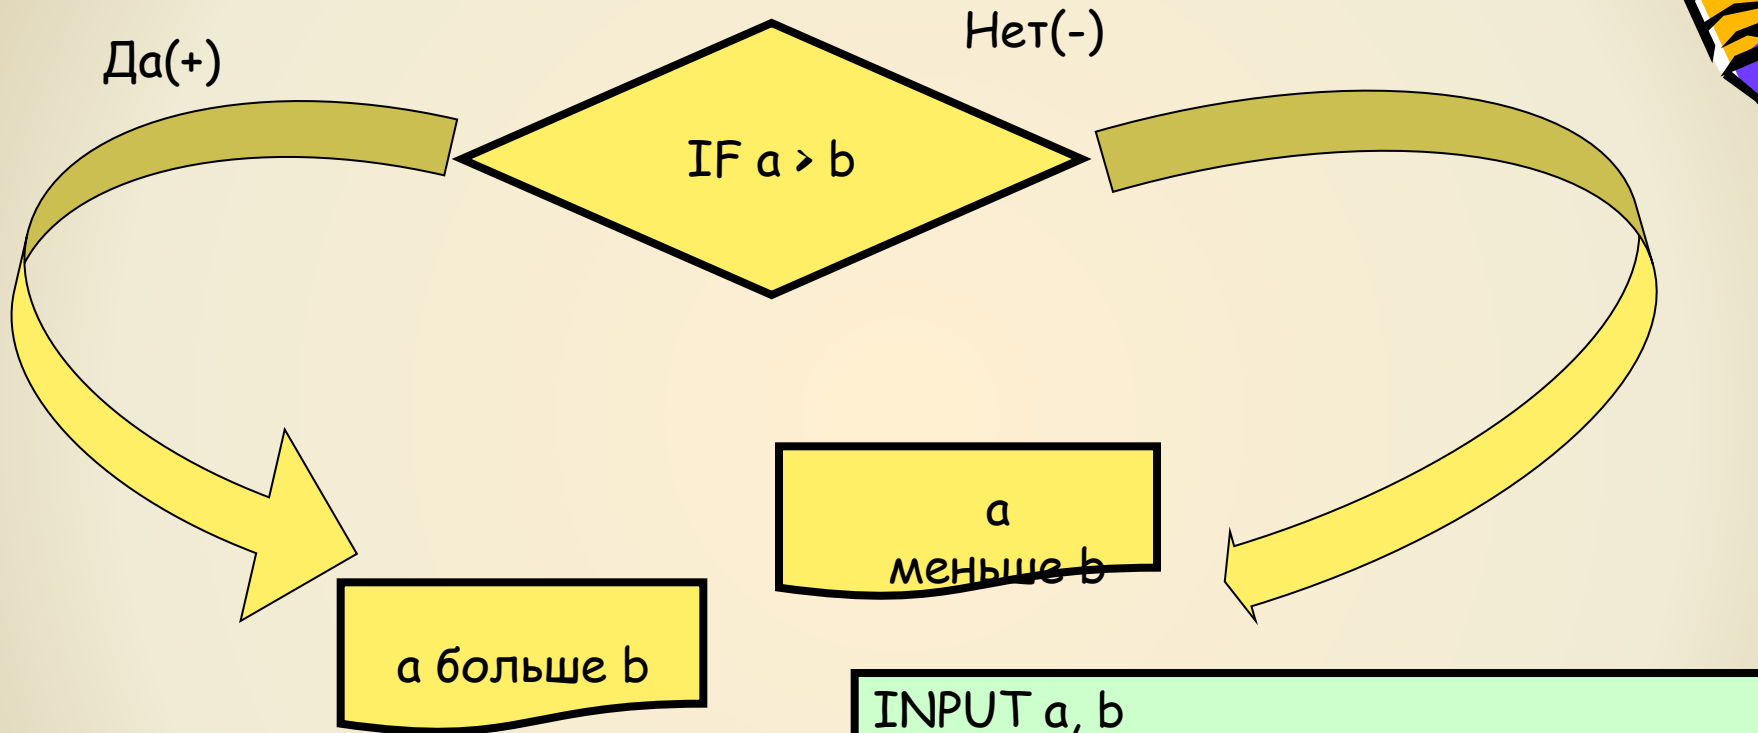 Да(+)
Нет(-)
IF a > b
a
меньше b
а больше b
INPUT a, b